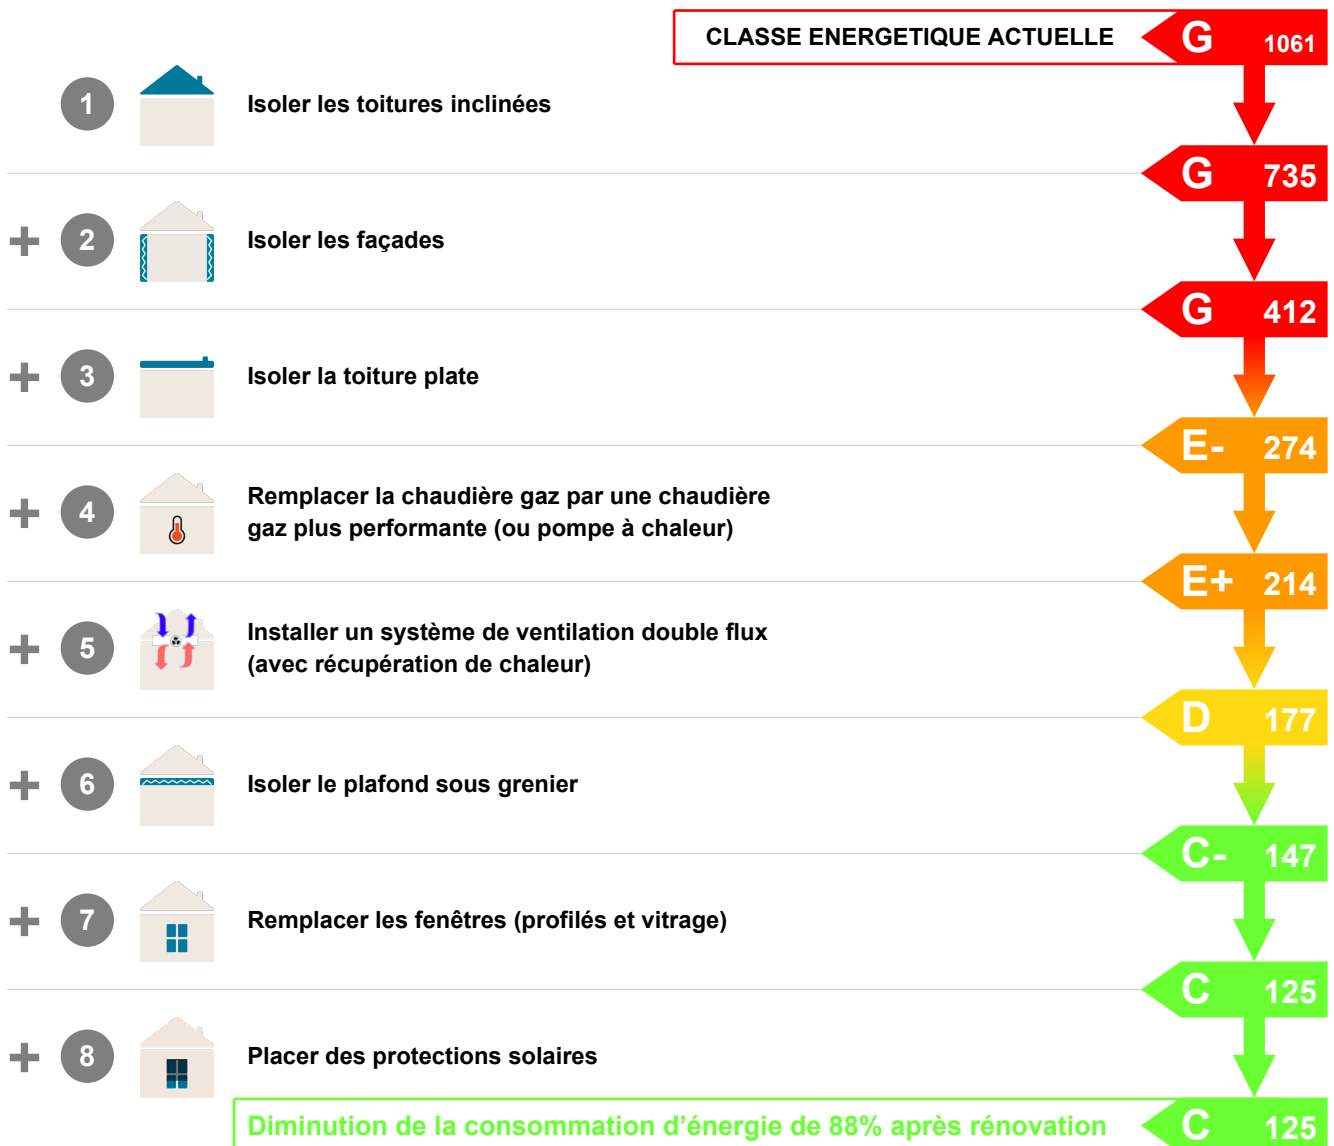 CLASSE ENERGETIQUE ACTUELLE G 1061
1 Isoler les toitures inclinées
G 735
+ 2 Isoler les façades
G 412
+ 3 Isoler la toiture plate
E- 274
+ 4 Remplacer la chaudière gaz par une chaudière
gaz plus performante (ou pompe à chaleur)
E+ 214
+ 5 Installer un système de ventilation double flux
(avec récupération de chaleur)
D 177
+ 6 Isoler le plafond sous grenier
C- 147
+ 7 Remplacer les fenêtres (profilés et vitrage)
C 125
+ 8 Placer des protections solaires
Diminution de la consommation d’énergie de 88% après rénovation C 125